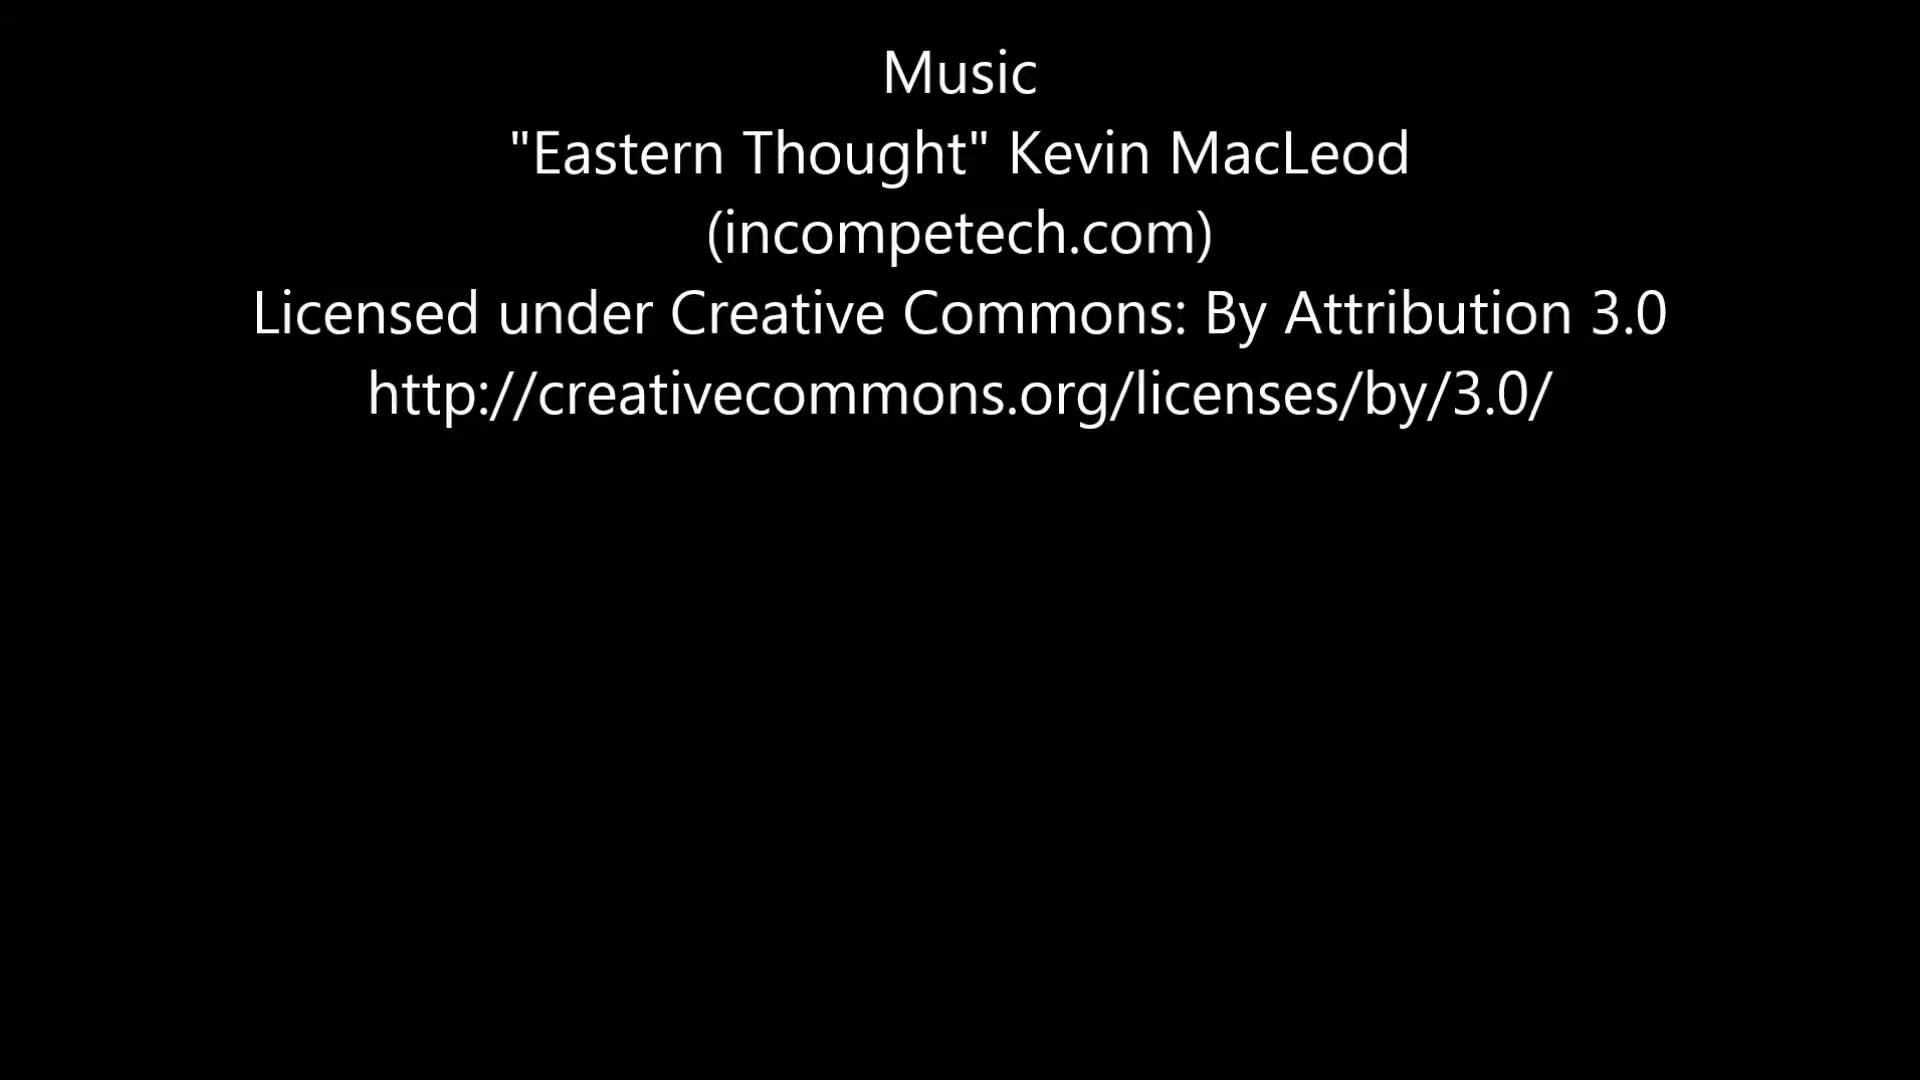 Music
"Eastern Thought" Kevin MacLeod
(incompetech.com)
Licensed under Creative Commons: By Attribution 3.0
http://creativecommons.org/licenses/by/3.0/